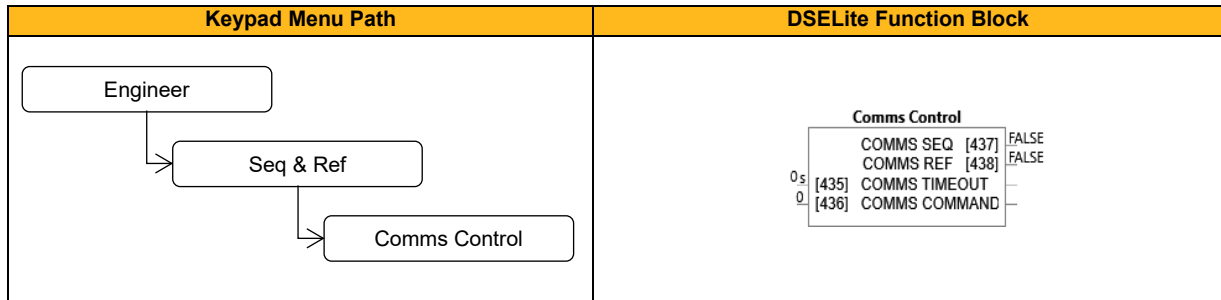 Keypad Menu Path
DSELite Function Block
Engineer
Seq & Ref
Comms Control
Comms Control
COMMS SEQ [437] FALSE
COMMS REF [438] FALSE
0 s [435] COMMS TIMEOUT
0 [436] COMMS COMMAND